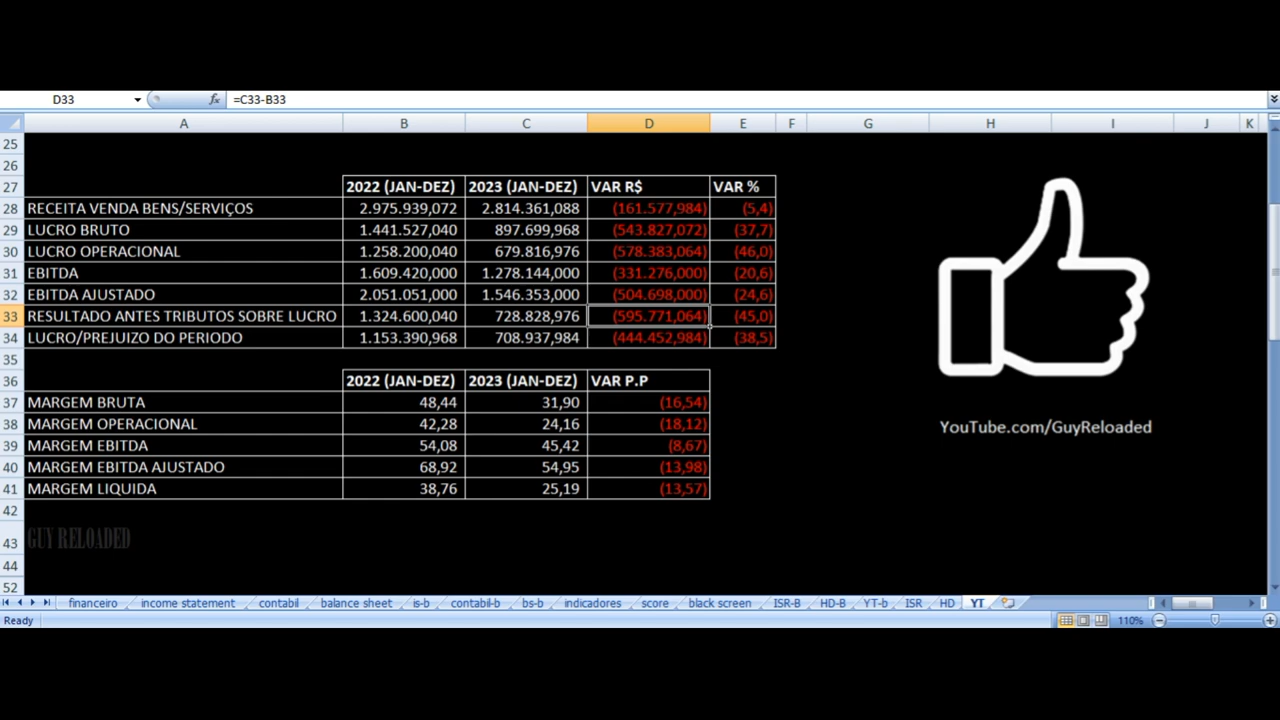 D33 fx =C33-B33
A B C D E F G H I J K
25
26
27 2022 (JAN-DEZ) 2023 (JAN-DEZ) VAR R$ VAR %
28 RECEITA VENDA BENS/SERVIÇOS 2.975.939,072 2.814.361,088 (161.577,984) (5,4)
29 LUCRO BRUTO 1.441.527,040 897.699,968 (543.827,072) (37,7)
30 LUCRO OPERACIONAL 1.258.200,040 679.816,976 (578.383,064) (46,0)
31 EBITDA 1.609.420,000 1.278.144,000 (331.276,000) (20,6)
32 EBITDA AJUSTADO 2.051.051,000 1.546.353,000 (504.698,000) (24,6)
33 RESULTADO ANTES TRIBUTOS SOBRE LUCRO 1.324.600,040 728.828,976 (595.771,064) (45,0)
34 LUCRO/PREJUIZO DO PERIODO 1.153.390,968 708.937,984 (444.452,984) (38,5)
35
36 2022 (JAN-DEZ) 2023 (JAN-DEZ) VAR P.P
37 MARGEM BRUTA 48,44 31,90 (16,54)
38 MARGEM OPERACIONAL 42,28 24,16 (18,12)
39 MARGEM EBITDA 54,08 45,42 (8,67)
40 MARGEM EBITDA AJUSTADO 68,92 54,95 (13,98)
41 MARGEM LIQUIDA 38,76 25,19 (13,57)
YouTube.com/GuyReloaded
42
43 GUY RELOADED
44
52
financeiro income statement contabil balance sheet is-b contabil-b bs-b indicadores score black screen ISR-B HD-B YT-b ISR HD YT
Ready 110%